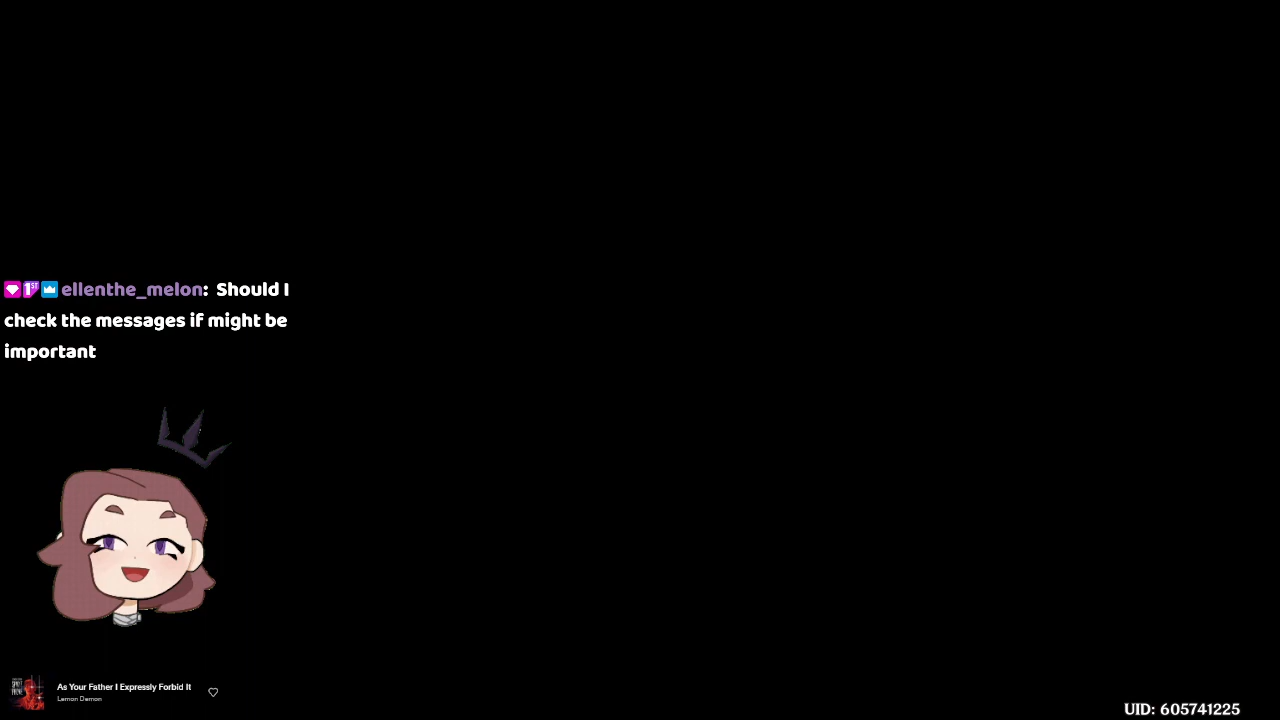 1ST ellenthe_melon: Should I
check the messages if might be
important
As Your Father I Expressly Forbid It
Lemon Demon
UID: 605741225